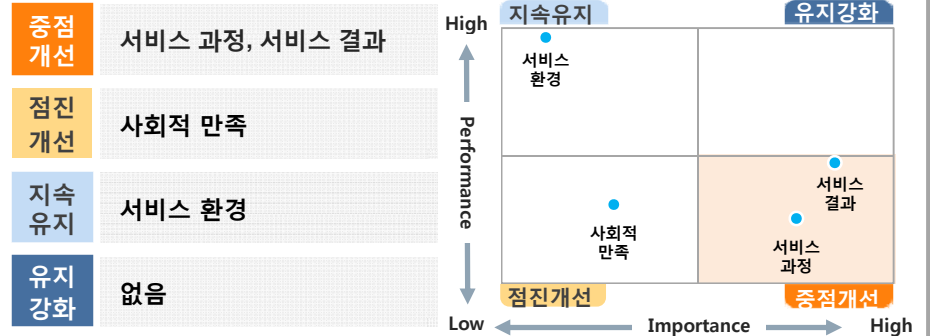 중점
개선
서비스 과정, 서비스 결과
점진
개선
사회적 만족
지속
유지
서비스 환경
유지
강화
없음
High
Performance
Low
지속유지
유지강화
서비스
환경
서비스
결과
사회적
만족
서비스
과정
점진개선
중점개선
Importance
High